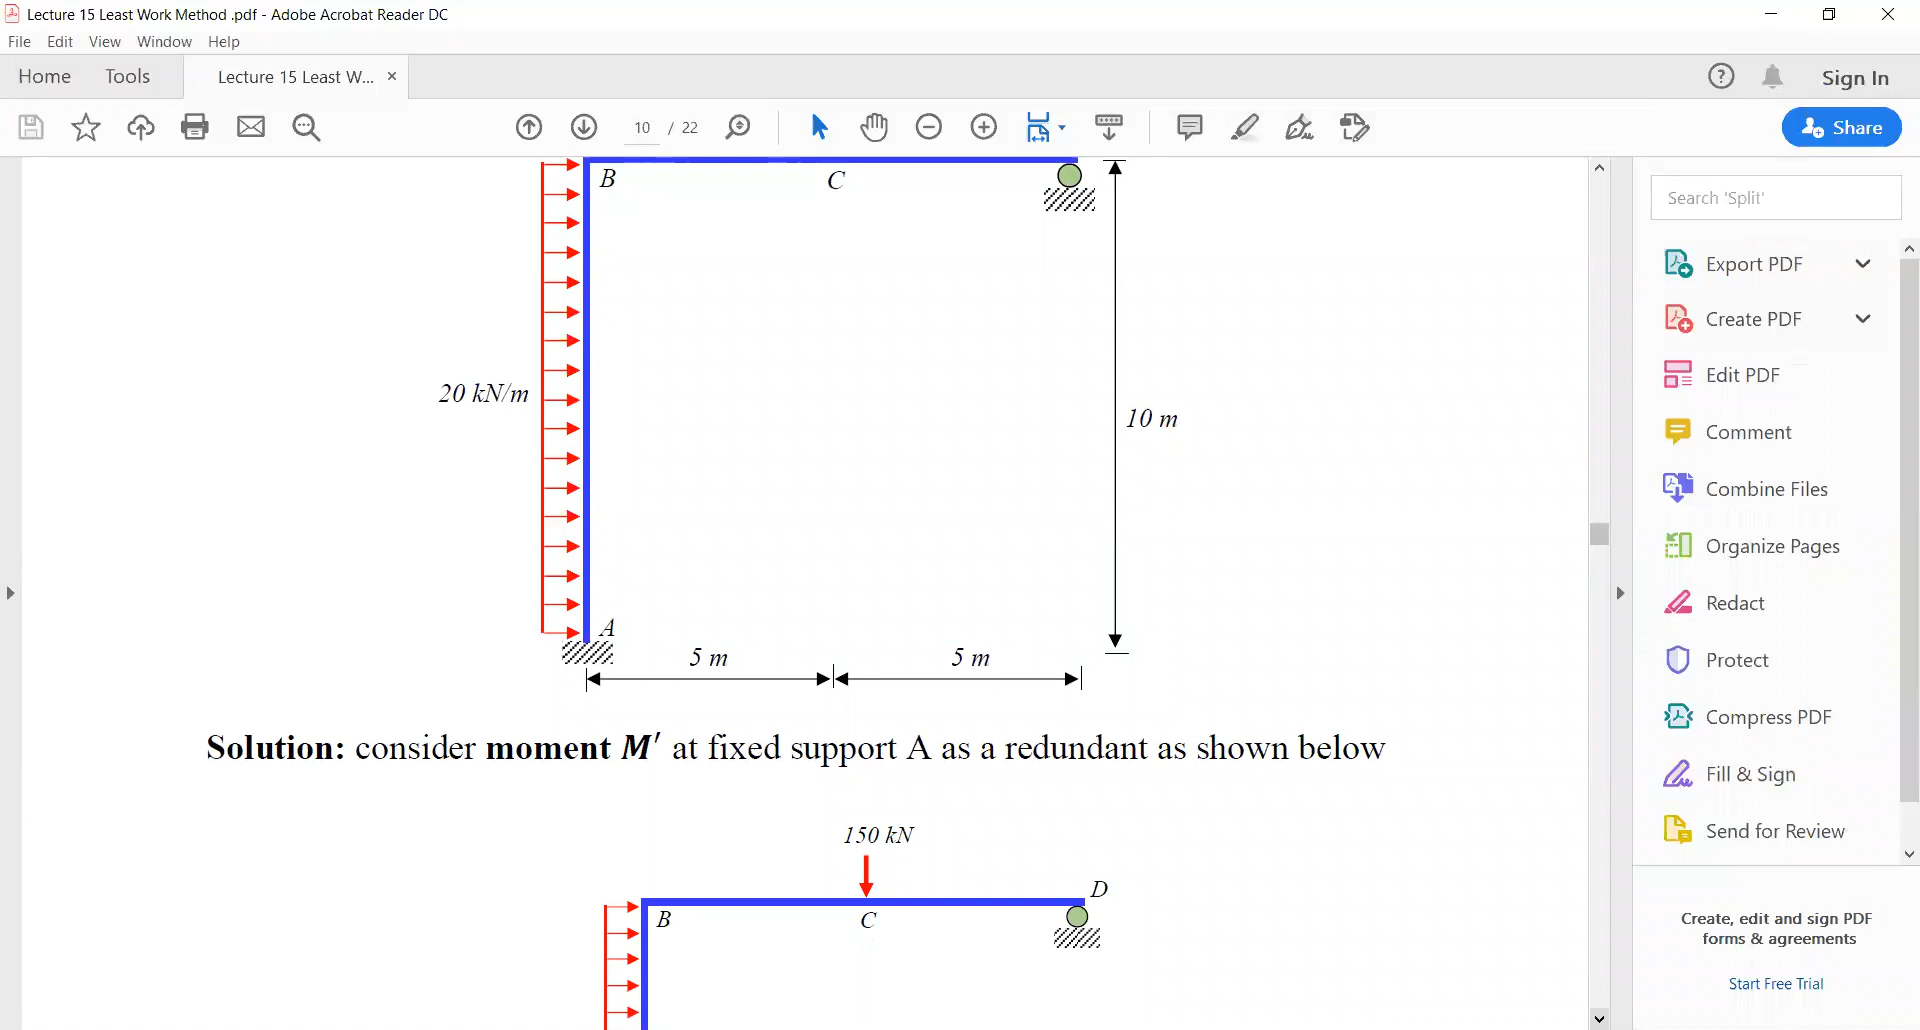 Lecture 15 Least Work Method .pdf - Adobe Acrobat Reader DC
File Edit View Window Help
Home Tools Lecture 15 Least W... × Sign In
10 / 22 Share
B C
20 kN/m
10 m
A
5 m 5 m
Solution: consider moment M′ at fixed support A as a redundant as shown below
150 kN
D
B C
Search 'Split'
Export PDF
Create PDF
Edit PDF
Comment
Combine Files
Organize Pages
Redact
Protect
Compress PDF
Fill & Sign
Send for Review
Create, edit and sign PDF
forms & agreements
Start Free Trial